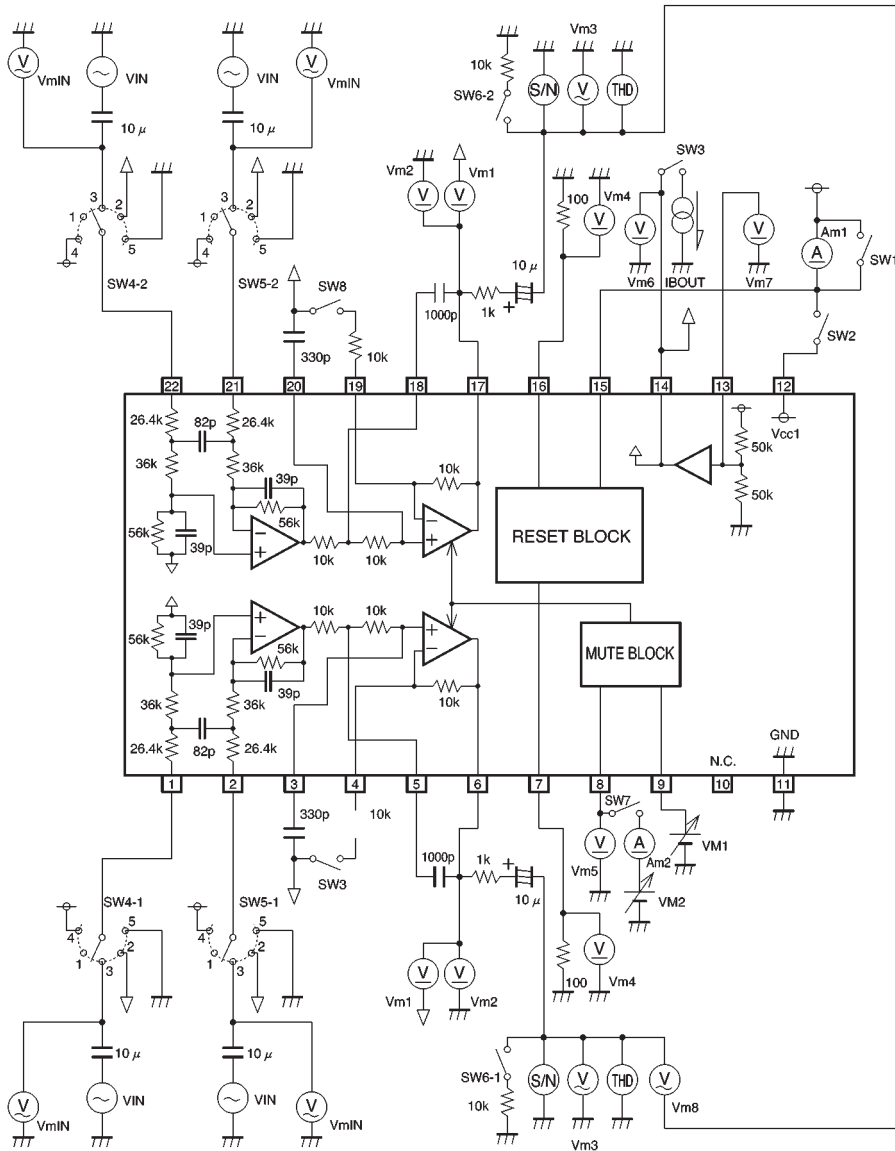 V VmIN
VIN
10 μ
V VmIN
VIN
10 μ
Vm3
10k
SW6-2
S/N V THD
3
1 2
4 5
SW4-2
3
1 2
4 5
SW5-2
SW8
330p
10k
Vm2 Vm1
V V
1000p
1k
+
10 μ
100
Vm4
V
SW3
V
Vm6 IBOUT
V
Vm7
Am1
A
SW1
SW2
22 21 20 19 18 17 16 15 14 13 12
Vcc1
26.4k
82p
26.4k
36k
36k
39p
56k
56k
39p
−
+
10k
10k
10k
−
+
RESET BLOCK
50k
50k
56k
39p
+
−
10k
10k
56k
39p
36k
36k
26.4k
82p
26.4k
+
−
10k
MUTE BLOCK
GND
N.C.
1 2 3 4 5 6 7 8 9 10 11
330p
10k
SW3
1000p
1k
+
10 μ
SW7
V
Vm5
A
Am2
VM1
VM2
SW4-1
4 5
1 2
3
SW5-1
4 5
1 2
3
V V
Vm1 Vm2
100
V
Vm4
10 μ
VIN
V VmIN
10 μ
VIN
V VmIN
SW6-1
10k
S/N V THD V
Vm8
Vm3